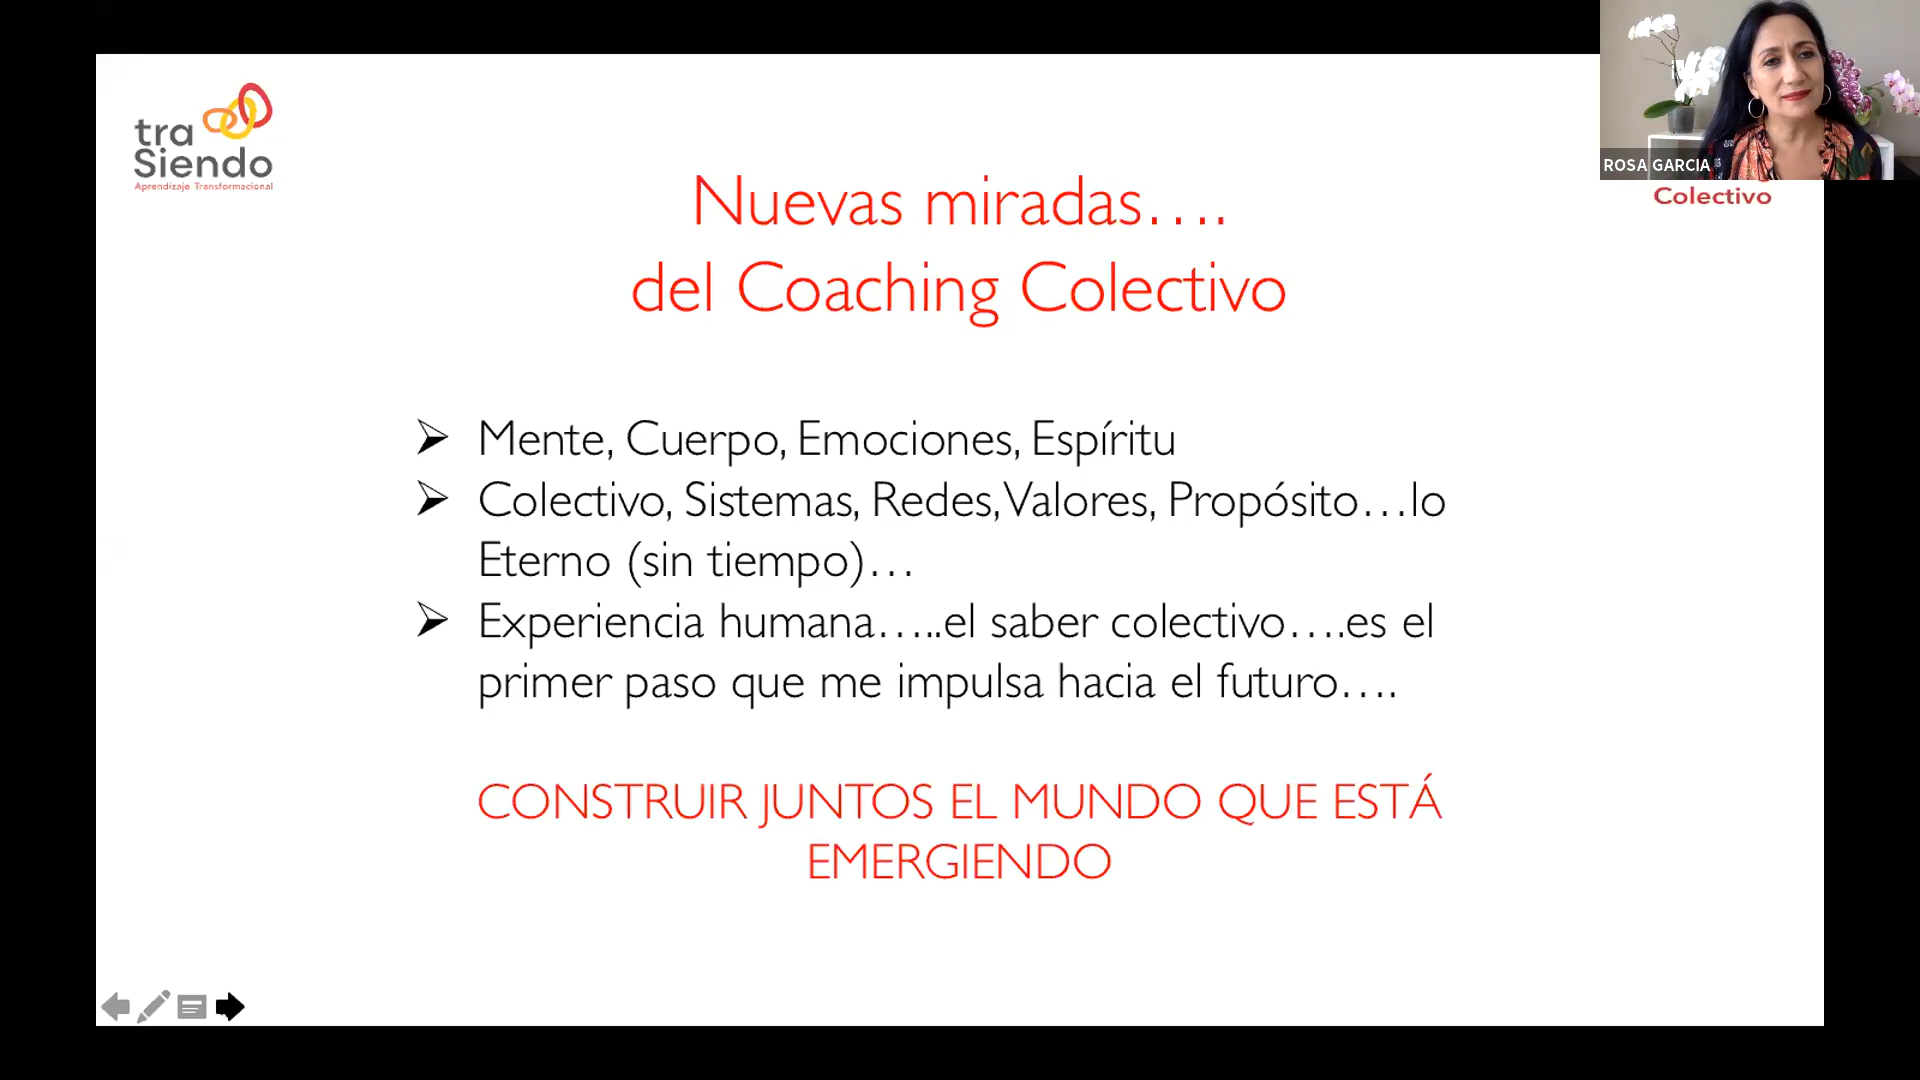 tra
Siendo
Aprendizaje Transformacional
ROSA GARCIA
Colectivo
Nuevas miradas....
del Coaching Colectivo
Mente, Cuerpo, Emociones, Espíritu
Colectivo, Sistemas, Redes, Valores, Propósito...lo
Eterno (sin tiempo)...
Experiencia humana.....el saber colectivo....es el
primer paso que me impulsa hacia el futuro....
CONSTRUIR JUNTOS EL MUNDO QUE ESTÁ
EMERGIENDO